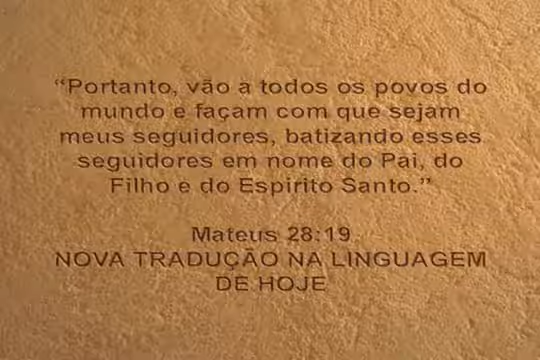 “Portanto, vão a todos os povos do
mundo e façam com que sejam
meus seguidores, batizando esses
seguidores em nome do Pai, do
Filho e do Espírito Santo.”
Mateus 28:19
NOVA TRADUÇÃO NA LINGUAGEM
DE HOJE